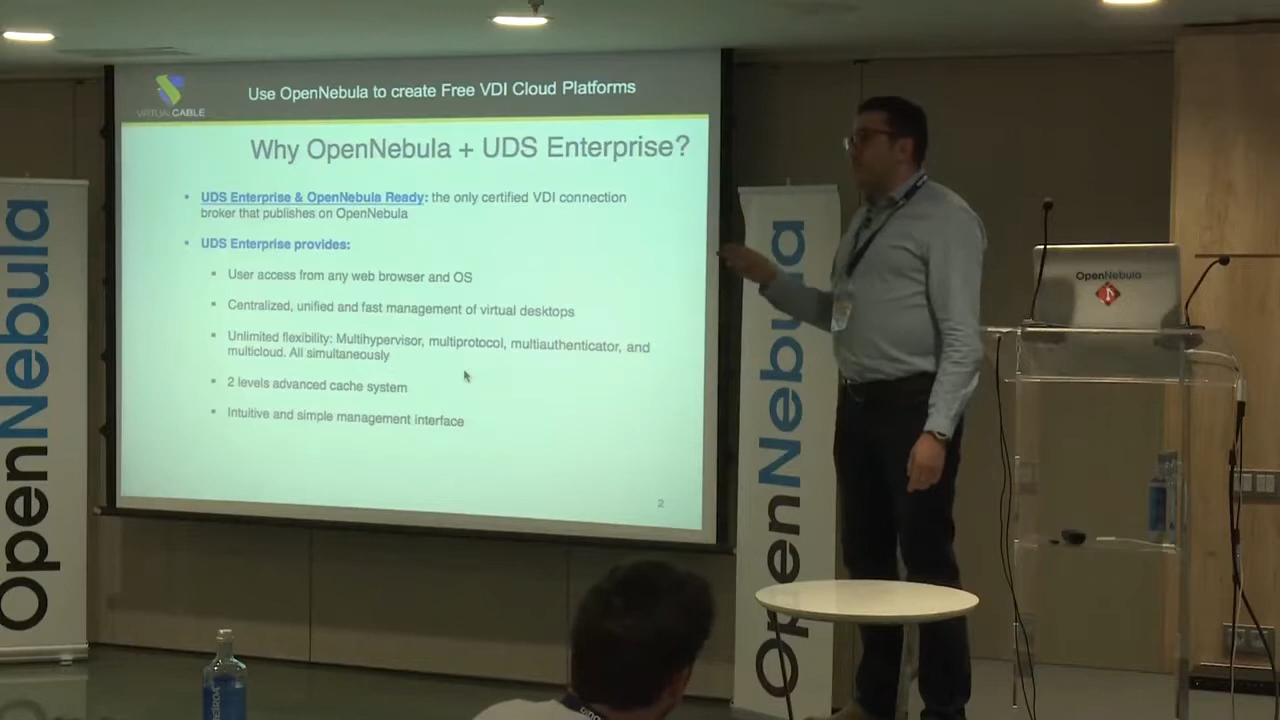 VIRTUAL CABLE
Use OpenNebula to create Free VDI Cloud Platforms
Why OpenNebula + UDS Enterprise?
UDS Enterprise & OpenNebula Ready: the only certified VDI connection
broker that publishes on OpenNebula
UDS Enterprise provides:
User access from any web browser and OS
Centralized, unified and fast management of virtual desktops
Unlimited flexibility: Multihypervisor, multiprotocol, multiauthenticator, and
multicloud. All simultaneously
2 levels advanced cache system
Intuitive and simple management interface
2
OpenNebula
OpenNebula
OpenNebula